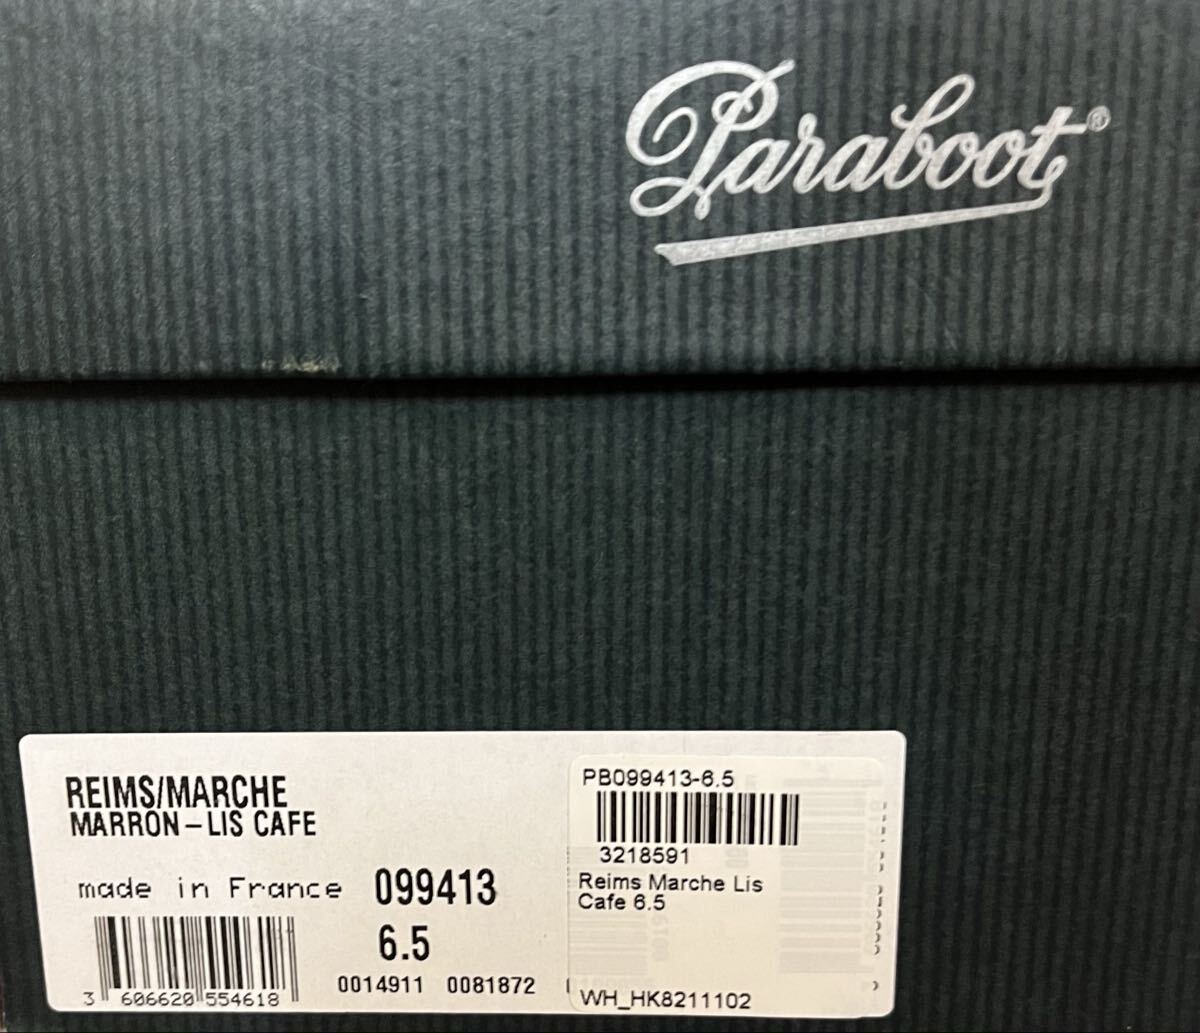 Paraboot®
REIMS/MARCHE
MARRON-LIS CAFE
made in France 099413
6.5
3 606620 554618
0014911 0081872
PB099413-6.5
3218591
Reims Marche Lis
Cafe 6.5
WH_HK8211102